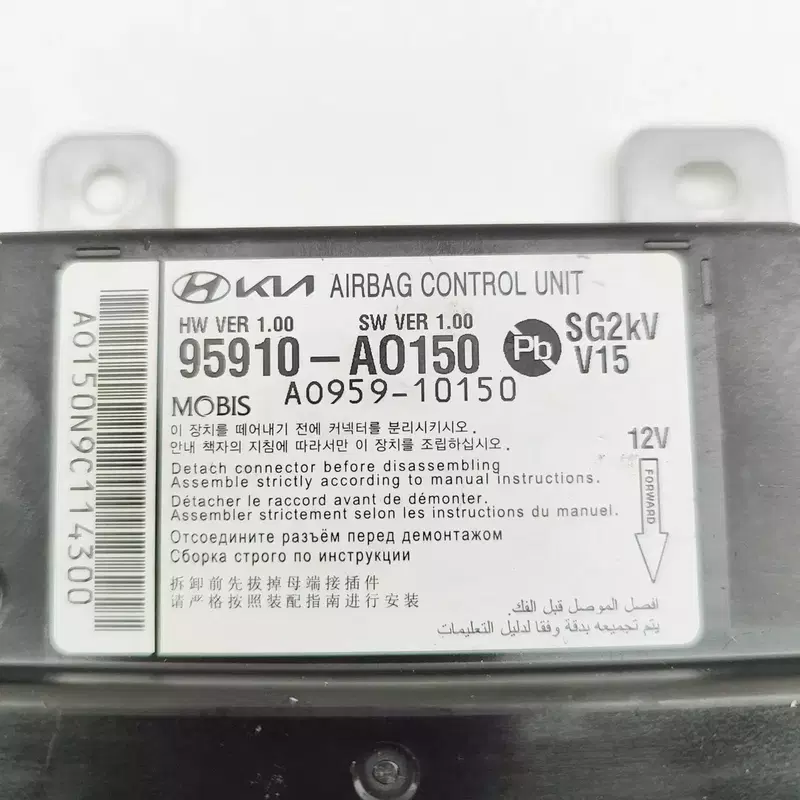 A0150N9C114300
KIA AIRBAG CONTROL UNIT
HW VER 1.00 SW VER 1.00
95910-A0150 Pb SG2kV
V15
A0959-10150
MOBIS
이 장치를 떼어내기 전에 커넥터를 분리시키시오.
안내 책자의 지침에 따라서만 이 장치를 조립하십시오.
12V
Detach connector before disassembling
Assemble strictly according to manual instructions.
FORWARD
Détacher le raccord avant de démonter.
Assembler strictement selon les instructions du manuel.
Отсоедините разъём перед демонтажом
Сборка строго по инструкции
拆卸前先拔掉母端接插件
请严格按照装配指南进行安装
افصل الموصل قبل الفك.
يتم تجميعه بدقة وفقا لدليل التعليمات